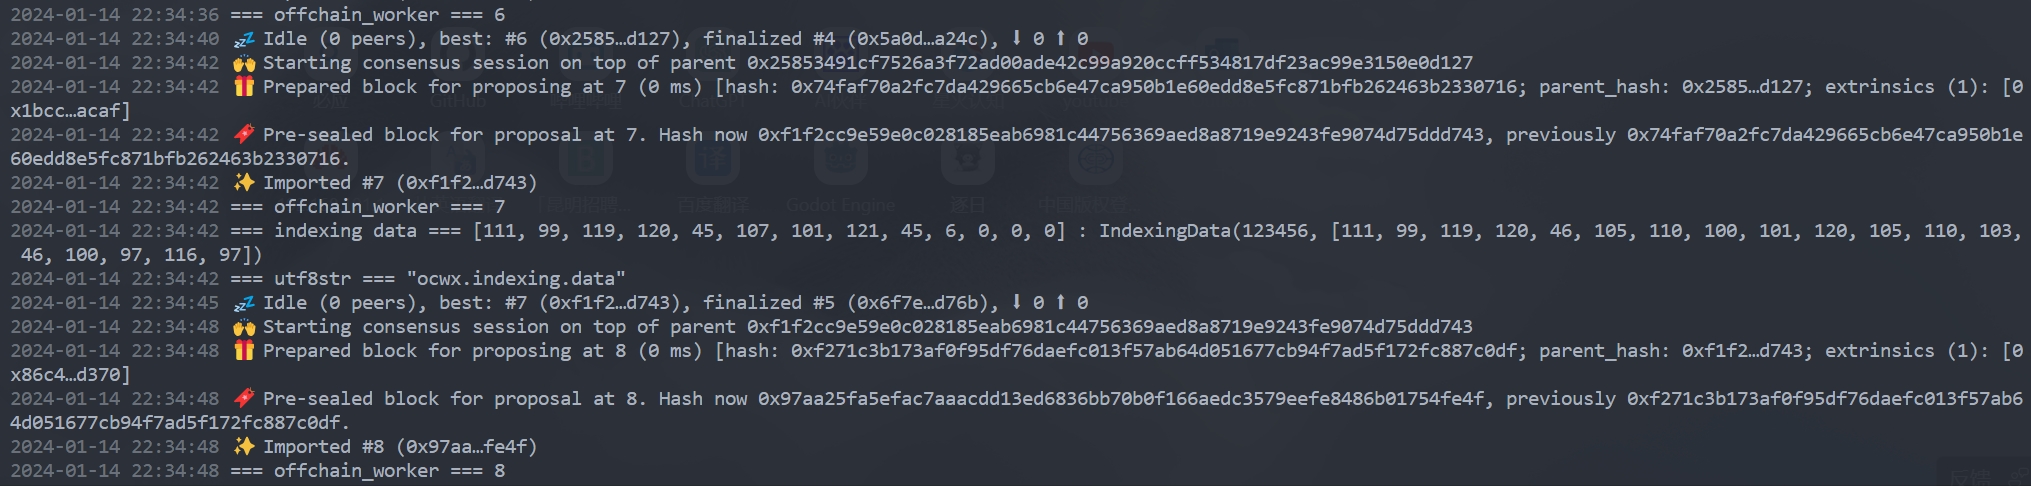 2024-01-14 22:34:36 === offchain_worker === 6
2024-01-14 22:34:40 💤 Idle (0 peers), best: #6 (0x2585…d127), finalized #4 (0x5a0d…a24c), ⬇ 0 ⬆ 0
2024-01-14 22:34:42 🙌 Starting consensus session on top of parent 0x25853491cf7526a3f72ad00ade42c99a920ccff534817df23ac99e3150e0d127
2024-01-14 22:34:42 🎁 Prepared block for proposing at 7 (0 ms) [hash: 0x74faf70a2fc7da429665cb6e47ca950b1e60edd8e5fc871bfb262463b2330716; parent_hash: 0x2585…d127; extrinsics (1): [0
x1bcc…acaf]
2024-01-14 22:34:42 🔖 Pre-sealed block for proposal at 7. Hash now 0xf1f2cc9e59e0c028185eab6981c44756369aed8a8719e9243fe9074d75ddd743, previously 0x74faf70a2fc7da429665cb6e47ca950b1e
60edd8e5fc871bfb262463b2330716.
2024-01-14 22:34:42 ✨ Imported #7 (0xf1f2…d743)
2024-01-14 22:34:42 === offchain_worker === 7
2024-01-14 22:34:42 === indexing data === [111, 99, 119, 120, 45, 107, 101, 121, 45, 6, 0, 0, 0] : IndexingData(123456, [111, 99, 119, 120, 46, 105, 110, 100, 101, 120, 105, 110, 103,
46, 100, 97, 116, 97])
2024-01-14 22:34:42 === utf8str === "ocwx.indexing.data"
2024-01-14 22:34:45 💤 Idle (0 peers), best: #7 (0xf1f2…d743), finalized #5 (0x6f7e…d76b), ⬇ 0 ⬆ 0
2024-01-14 22:34:48 🙌 Starting consensus session on top of parent 0xf1f2cc9e59e0c028185eab6981c44756369aed8a8719e9243fe9074d75ddd743
2024-01-14 22:34:48 🎁 Prepared block for proposing at 8 (0 ms) [hash: 0xf271c3b173af0f95df76daefc013f57ab64d051677cb94f7ad5f172fc887c0df; parent_hash: 0xf1f2…d743; extrinsics (1): [0
x86c4…d370]
2024-01-14 22:34:48 🔖 Pre-sealed block for proposal at 8. Hash now 0x97aa25fa5efac7aaacdd13ed6836bb70b0f166aedc3579eefe8486b01754fe4f, previously 0xf271c3b173af0f95df76daefc013f57ab6
4d051677cb94f7ad5f172fc887c0df.
2024-01-14 22:34:48 ✨ Imported #8 (0x97aa…fe4f)
2024-01-14 22:34:48 === offchain_worker === 8